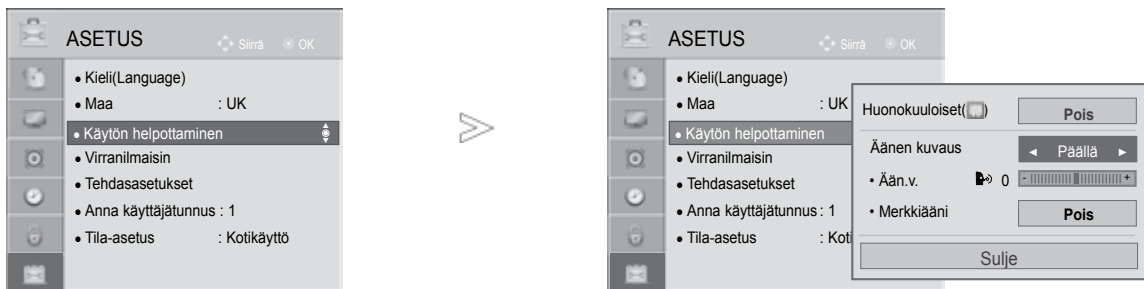 ASETUS
Siirrä OK
• Kieli(Language)
• Maa : UK
• Käytön helpottaminen
• Virranilmaisin
• Tehdasasetukset
• Anna käyttäjätunnus : 1
• Tila-asetus : Kotikäyttö
ASETUS
Siirrä OK
• Kieli(Language)
• Maa : UK
• Käytön helpottaminen
• Virranilmaisin
• Tehdasasetukset
• Anna käyttäjätunnus : 1
• Tila-asetus : Koti
Huonokuuloiset( ) Pois
Äänen kuvaus ◄ Päällä ►
• Ään.v. 0 - +
• Merkkiääni Pois
Sulje